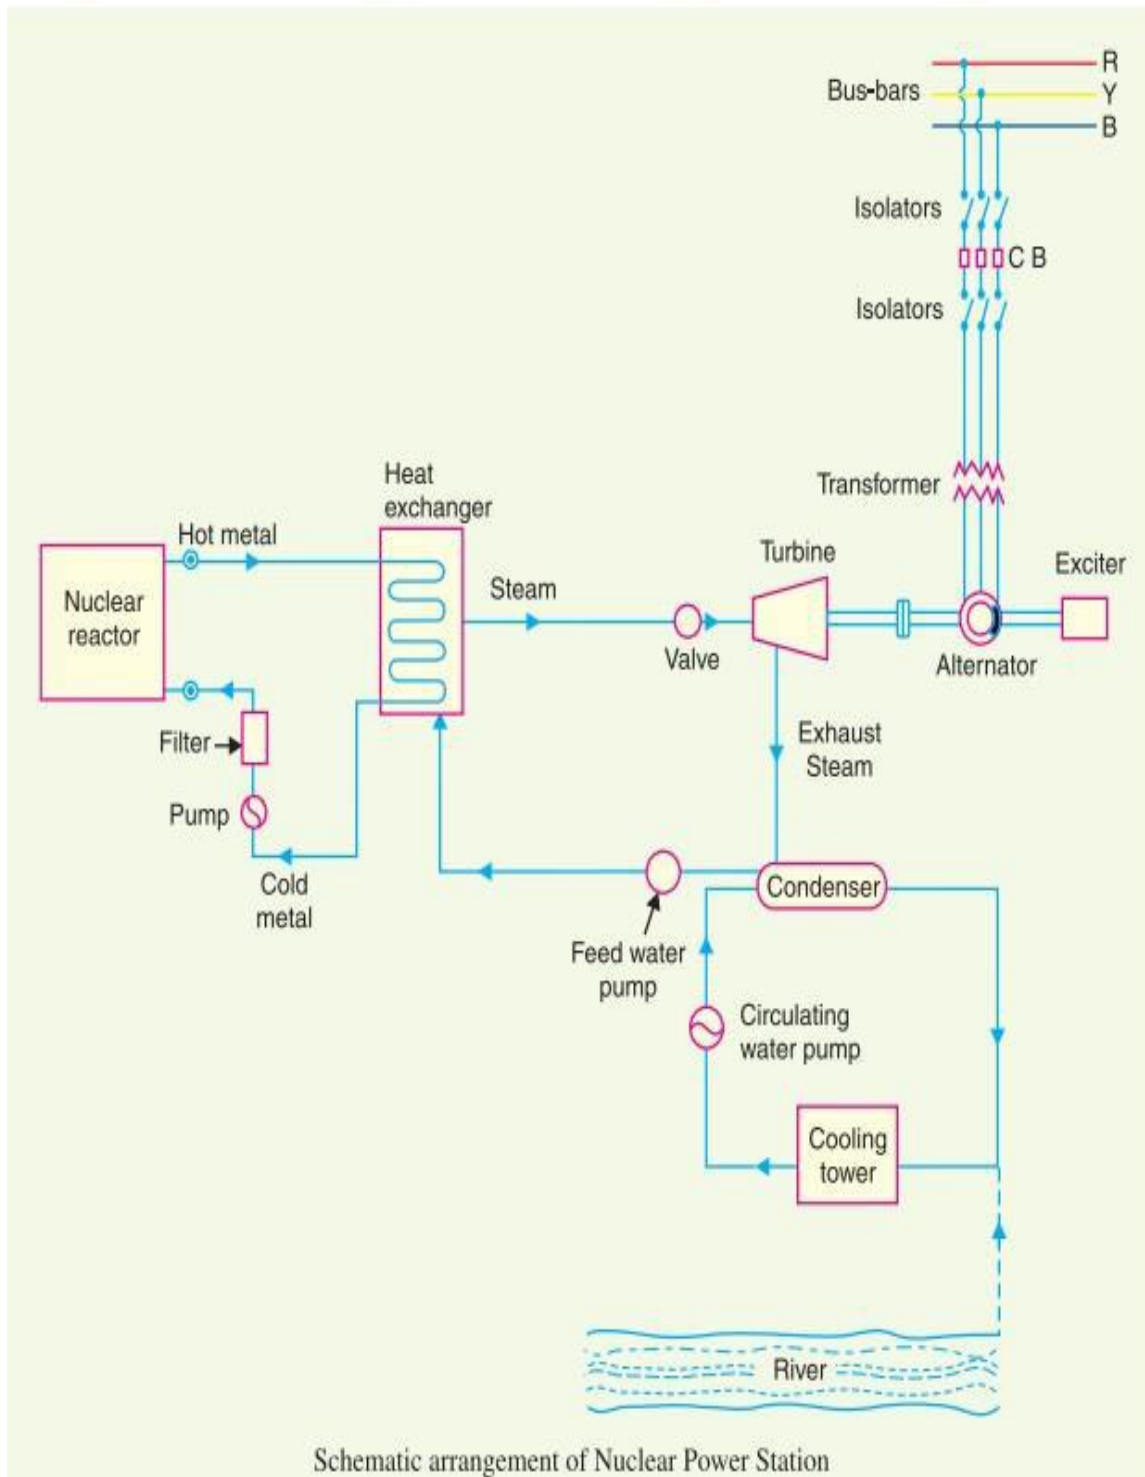 R
Bus-bars
Y
B
Isolators
C B
Isolators
Transformer
Heat
exchanger
Hot metal
Turbine
Exciter
Nuclear
reactor
Steam
Valve
Alternator
Filter
Exhaust
Steam
Pump
Cold
metal
Condenser
Feed water
pump
Circulating
water pump
Cooling
tower
River
Schematic arrangement of Nuclear Power Station